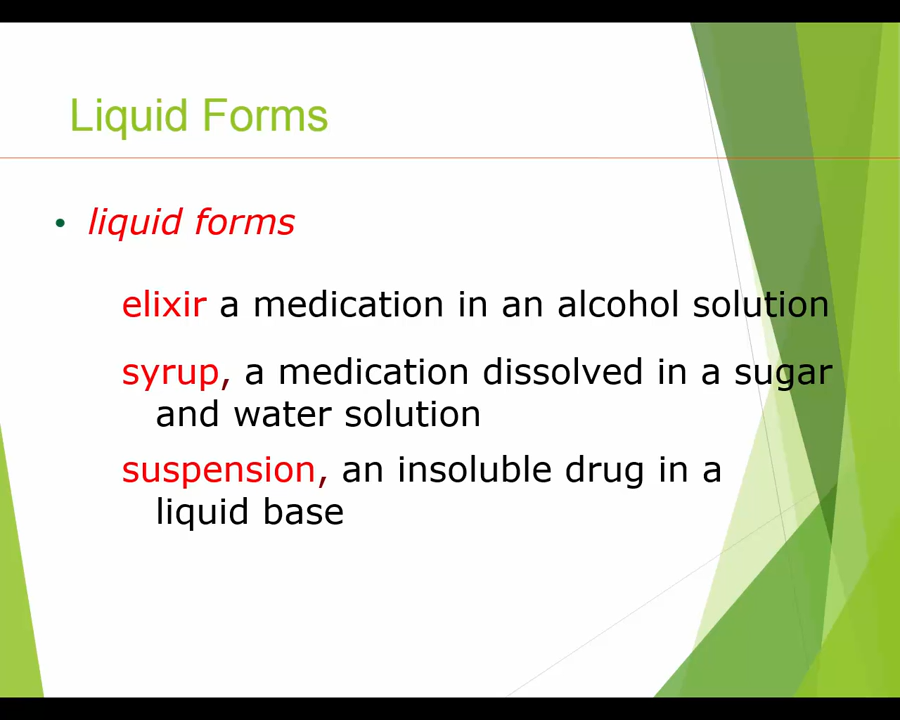 Liquid Forms
• liquid forms
elixir a medication in an alcohol solution
syrup, a medication dissolved in a sugar
and water solution
suspension, an insoluble drug in a
liquid base